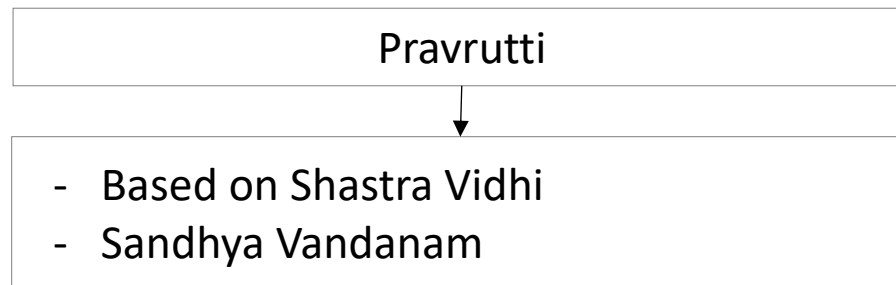 Pravrutti
- Based on Shastra Vidhi
- Sandhya Vandanam